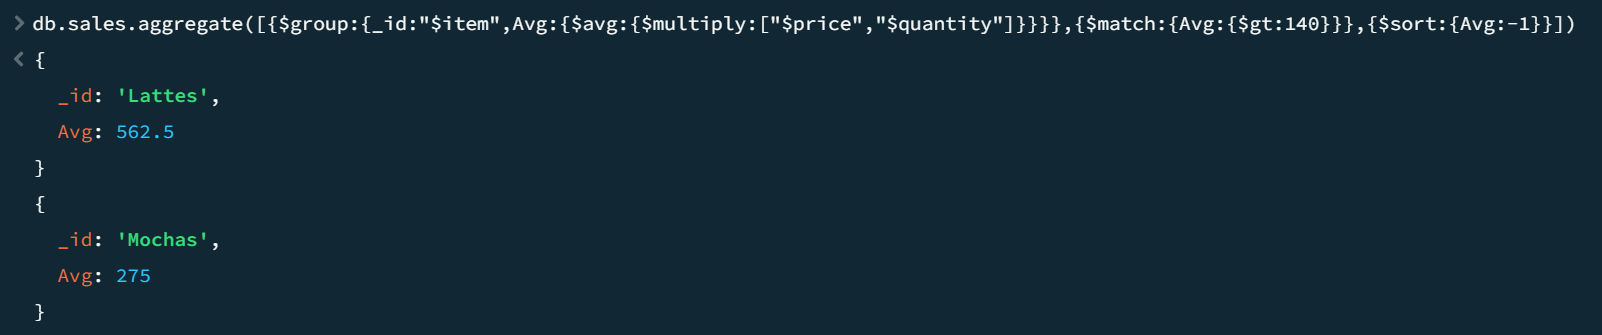 > db.sales.aggregate([{$group:{_id:"$item",Avg:{$avg:{$multiply:["$price","$quantity"]}}}},{$match:{Avg:{$gt:140}}},{$sort:{Avg:-1}}])
< {
_id: 'Lattes',
Avg: 562.5
}
{
_id: 'Mochas',
Avg: 275
}